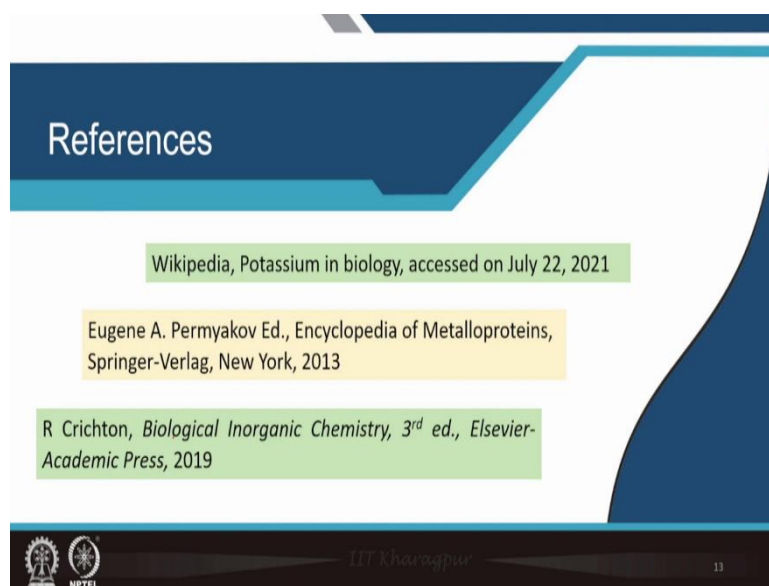 References
Wikipedia, Potassium in biology, accessed on July 22, 2021
Eugene A. Permyakov Ed., Encyclopedia of Metalloproteins,
Springer-Verlag, New York, 2013
R Crichton, Biological Inorganic Chemistry, 3rd ed., Elsevier-
Academic Press, 2019
IIT Kharagpur
NPTEL
13